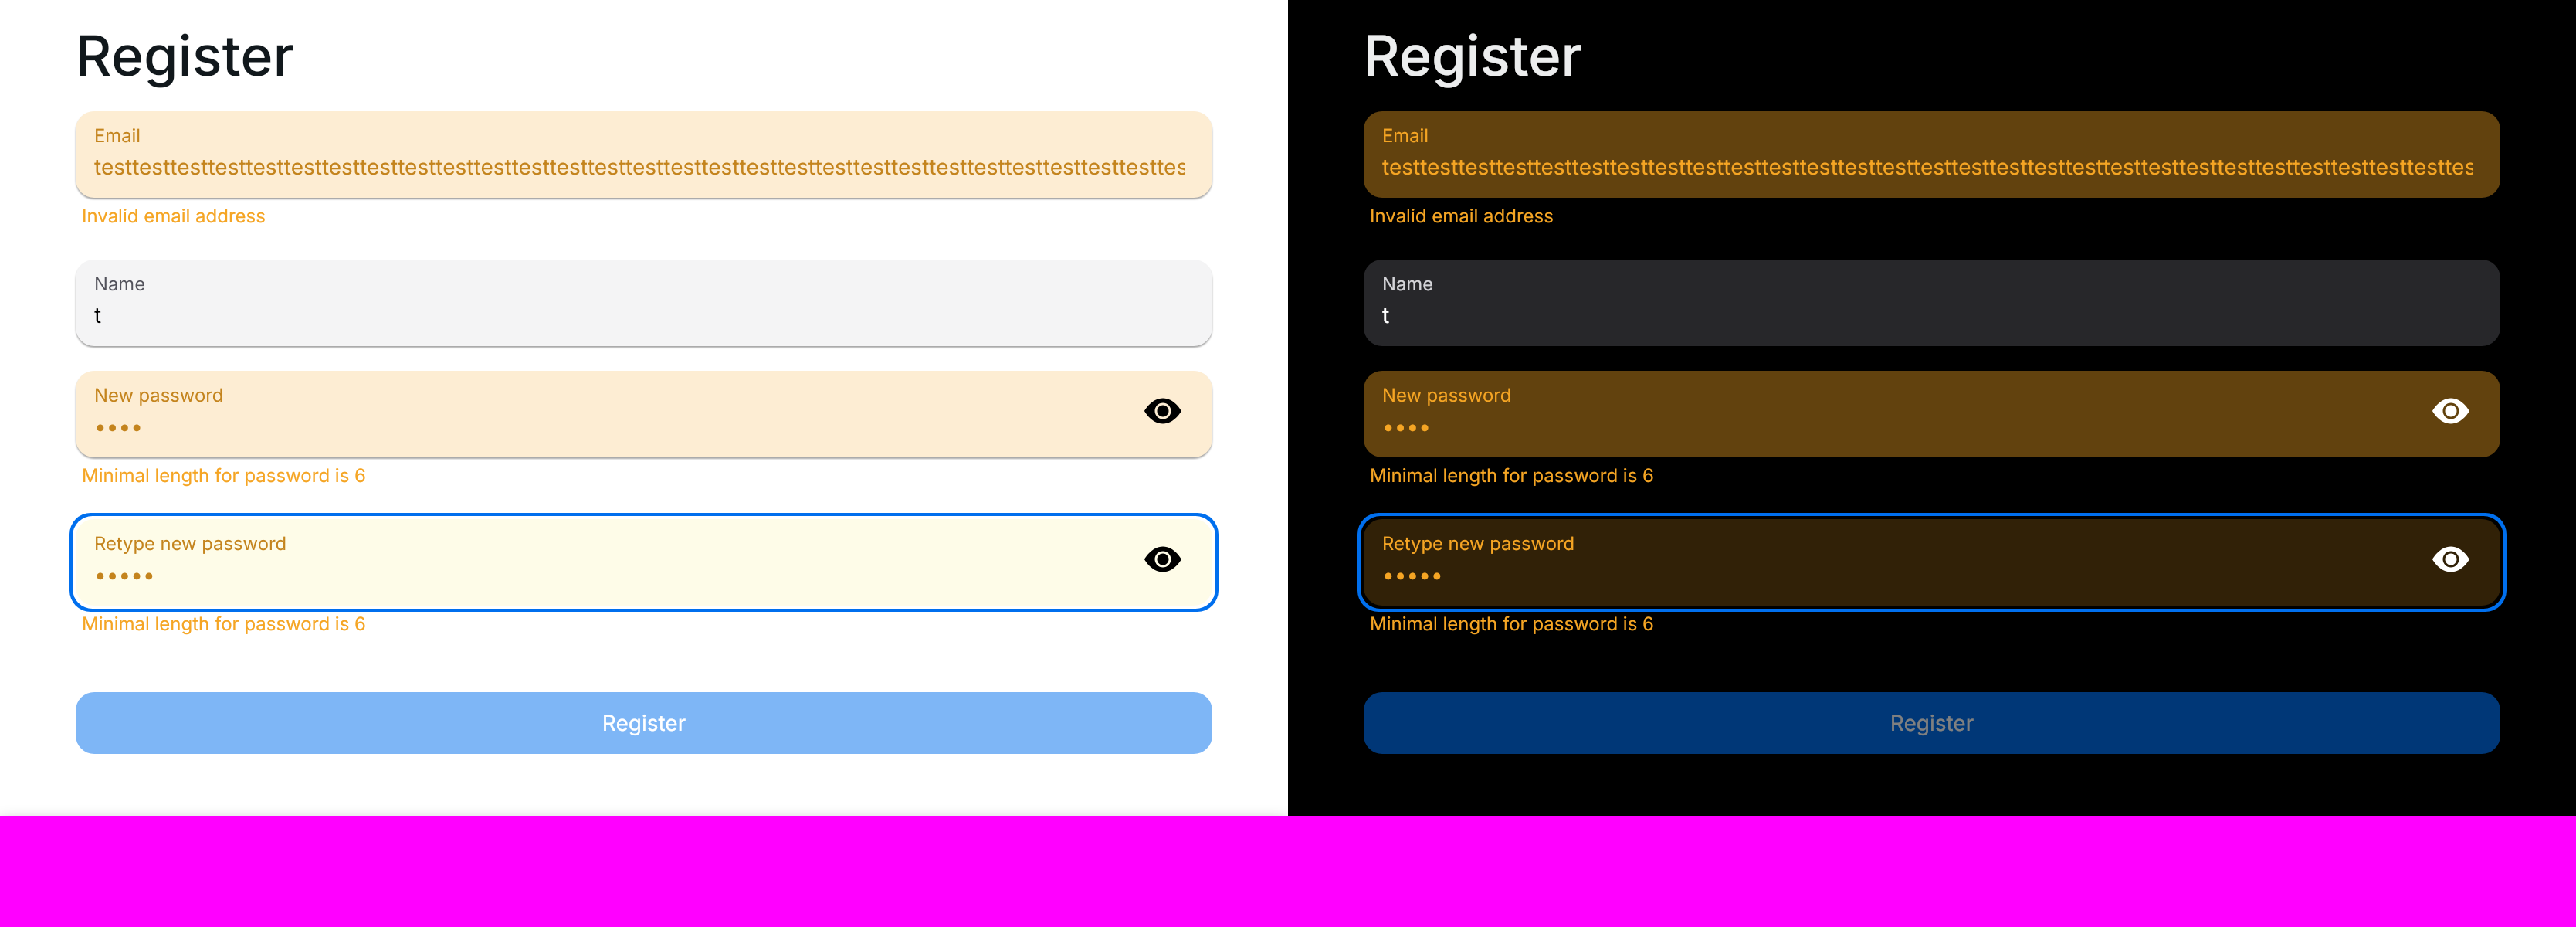 Register
Email
testtesttesttesttesttesttesttesttesttesttesttesttesttesttesttesttesttesttesttesttesttesttesttesttesttesttesttesttes
Invalid email address
Name
t
New password
••••
Minimal length for password is 6
Retype new password
•••••
Minimal length for password is 6
Register
Register
Email
testtesttesttesttesttesttesttesttesttesttesttesttesttesttesttesttesttesttesttesttesttesttesttesttesttesttesttesttes
Invalid email address
Name
t
New password
••••
Minimal length for password is 6
Retype new password
•••••
Minimal length for password is 6
Register